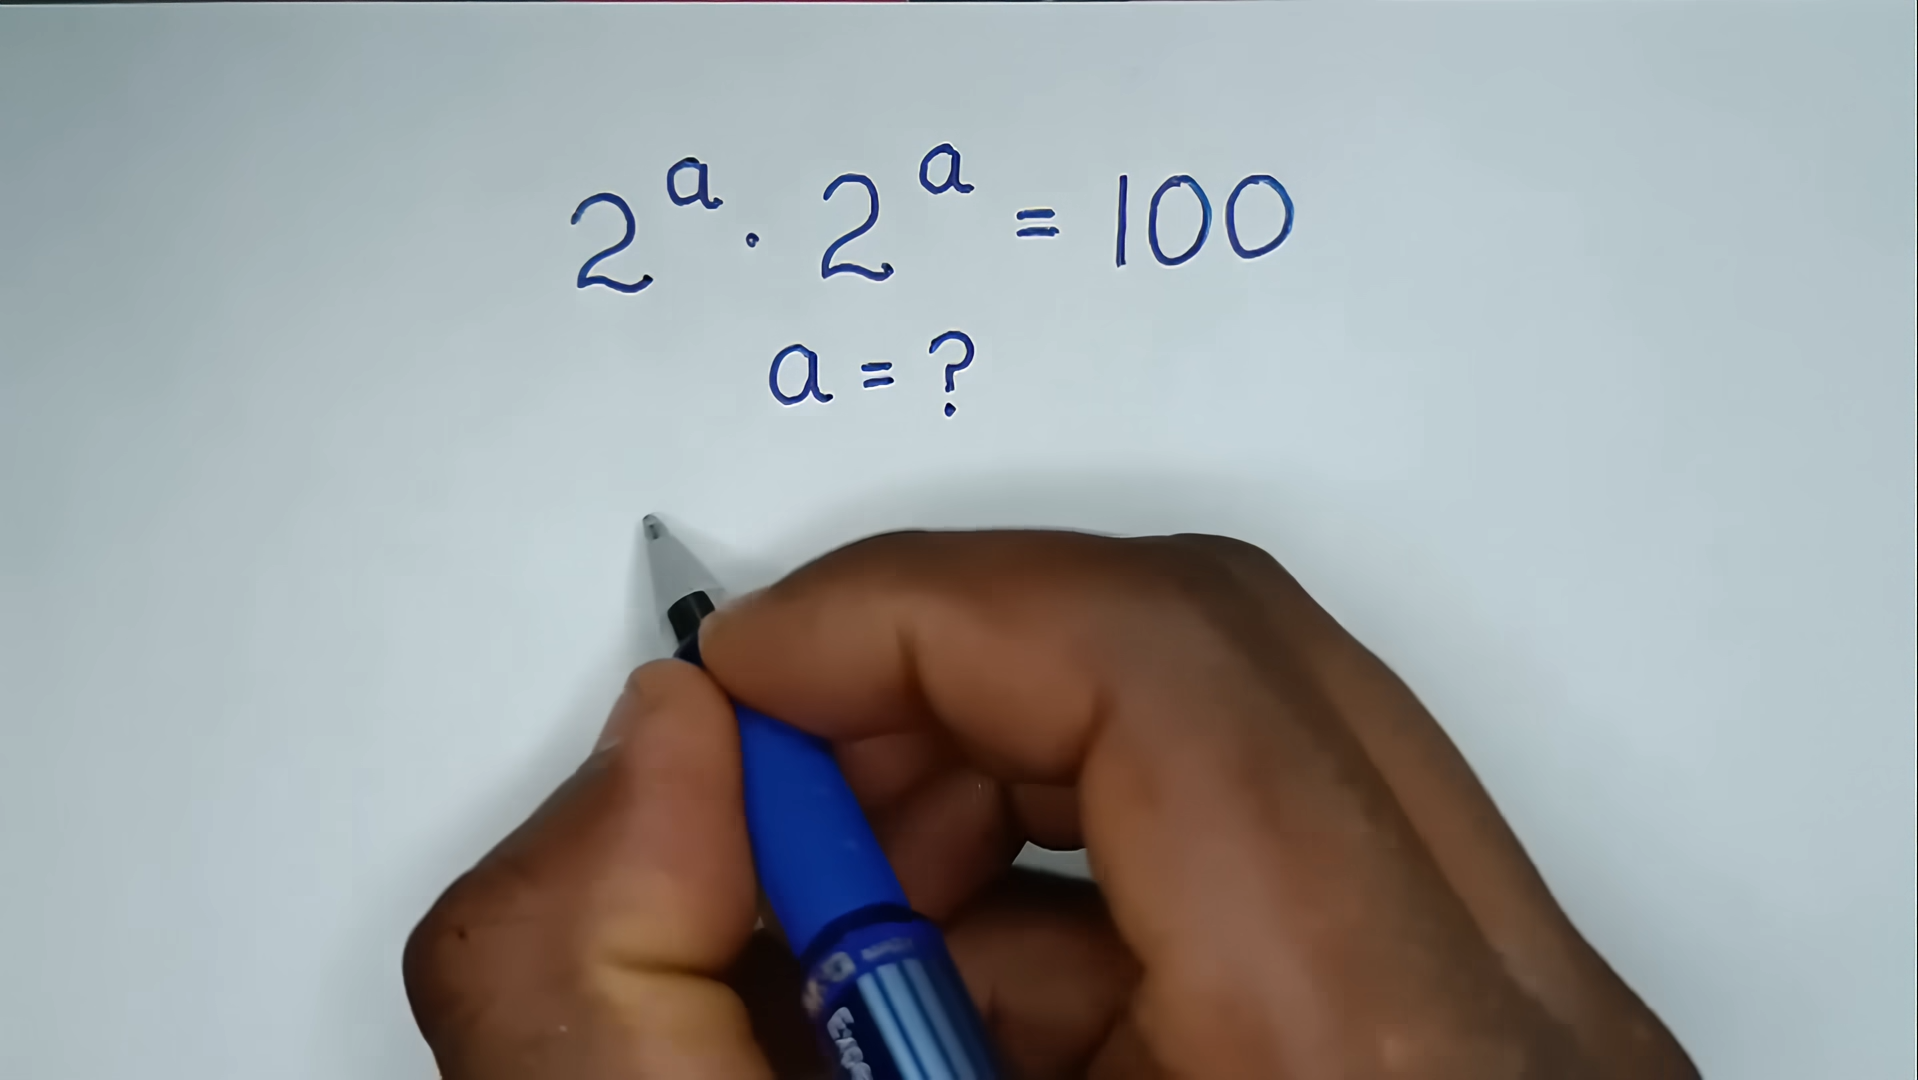 2^a · 2^a = 100
a = ?